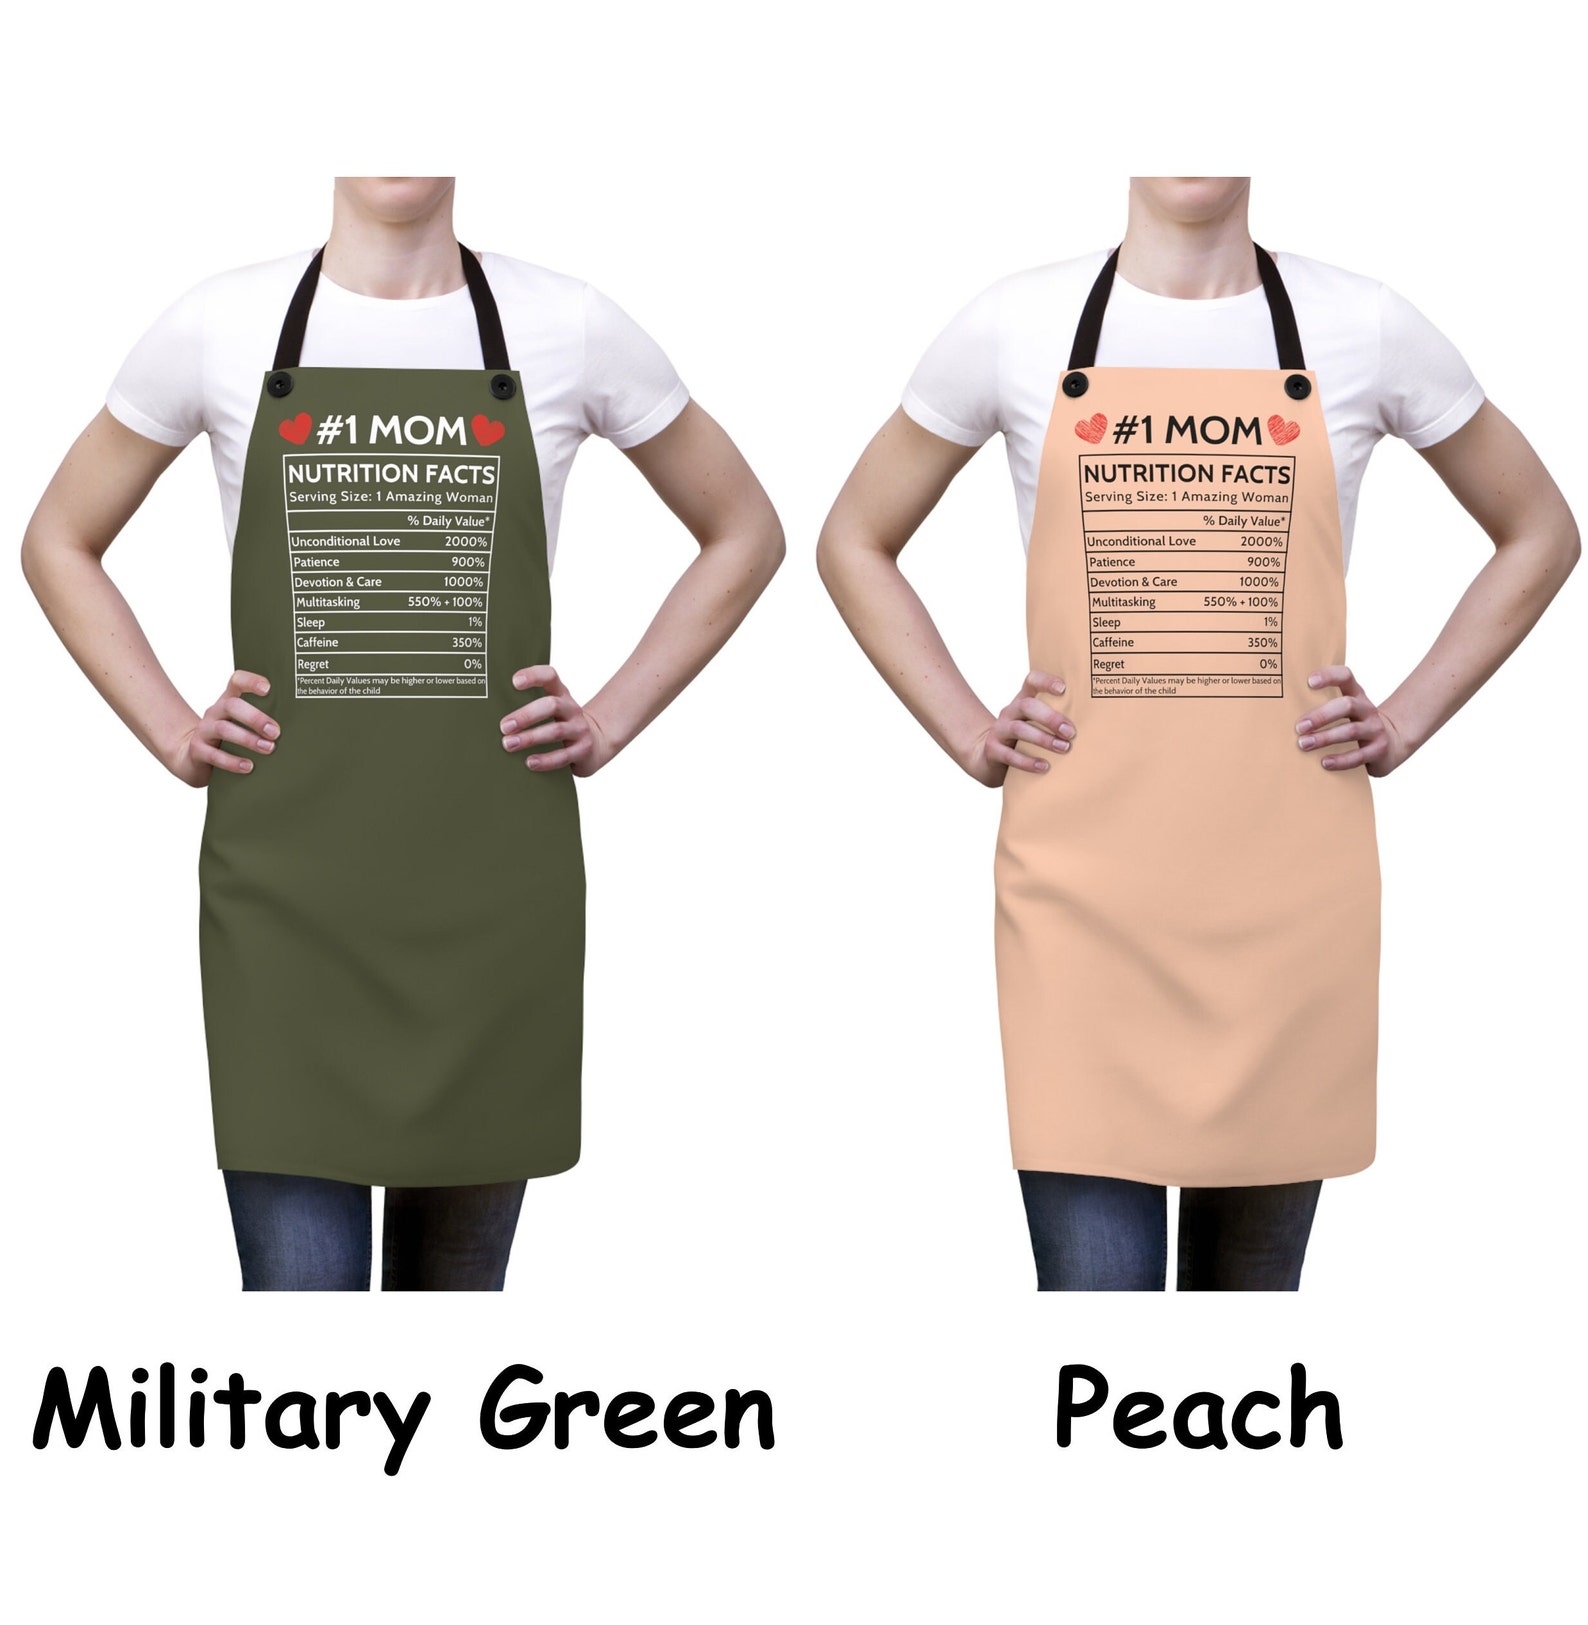 #1 MOM
NUTRITION FACTS
Serving Size: 1 Amazing Woman
% Daily Value*
Unconditional Love 2000%
Patience 900%
Devotion & Care 1000%
Multitasking 550% + 100%
Sleep 1%
Caffeine 350%
Regret 0%
*Percent Daily Values may be higher or lower based on
the behavior of the child
Military Green
#1 MOM
NUTRITION FACTS
Serving Size: 1 Amazing Woman
% Daily Value*
Unconditional Love 2000%
Patience 900%
Devotion & Care 1000%
Multitasking 550% + 100%
Sleep 1%
Caffeine 350%
Regret 0%
*Percent Daily Values may be higher or lower based on
the behavior of the child
Peach